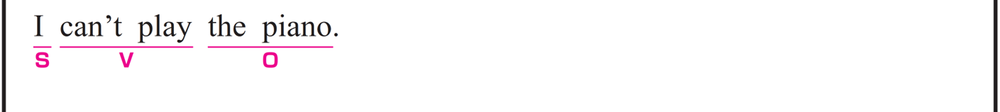 I can’t play the piano.
S V O